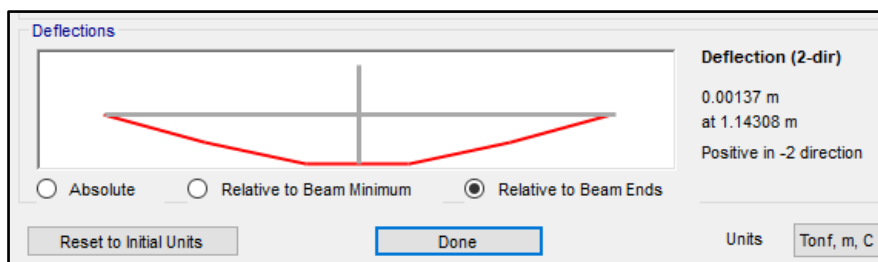 Deflections
Deflection (2-dir)
0.00137 m
at 1.14308 m
Positive in -2 direction
Absolute
Relative to Beam Minimum
Relative to Beam Ends
Reset to Initial Units
Done
Units
Tonf, m, C